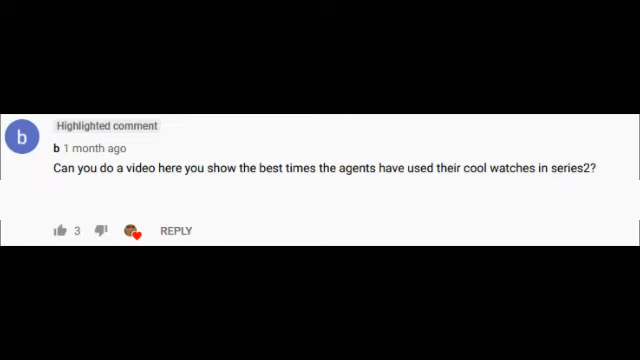 b
Highlighted comment
b 1 month ago
Can you do a video here you show the best times the agents have used their cool watches in series2?
3 REPLY